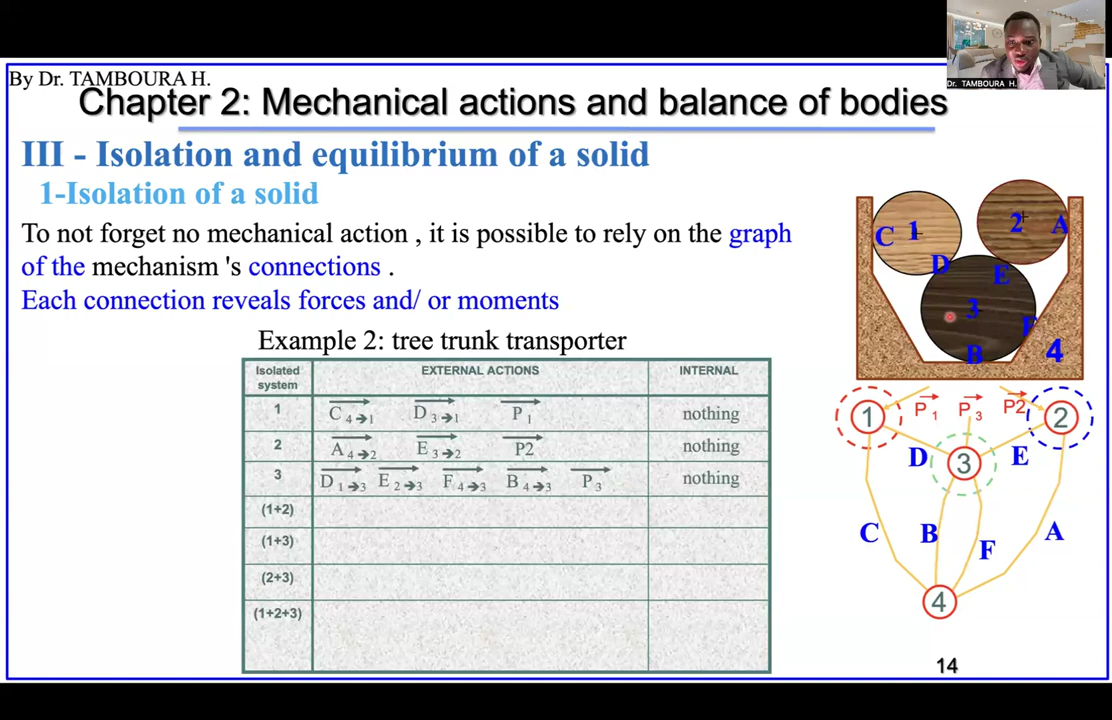 By Dr. TAMBOURA H.
Chapter 2: Mechanical actions and balance of bodies
Dr. TAMBOURA H.
III - Isolation and equilibrium of a solid
1-Isolation of a solid
To not forget no mechanical action , it is possible to rely on the graph
of the mechanism 's connections .
Each connection reveals forces and/ or moments
Example 2: tree trunk transporter
Isolated system EXTERNAL ACTIONS INTERNAL
1 C 4➔1 D 3➔1 P 1 nothing
2 A 4➔2 E 3➔2 P2 nothing
3 D 1➔3 E 2➔3 F 4➔3 B 4➔3 P 3 nothing
(1+2)
(1+3)
(2+3)
(1+2+3)
C 1 2 A
D E
3 F
B 4
1 P 1 P 3 P2 2
D 3 E
C B F A
4
14